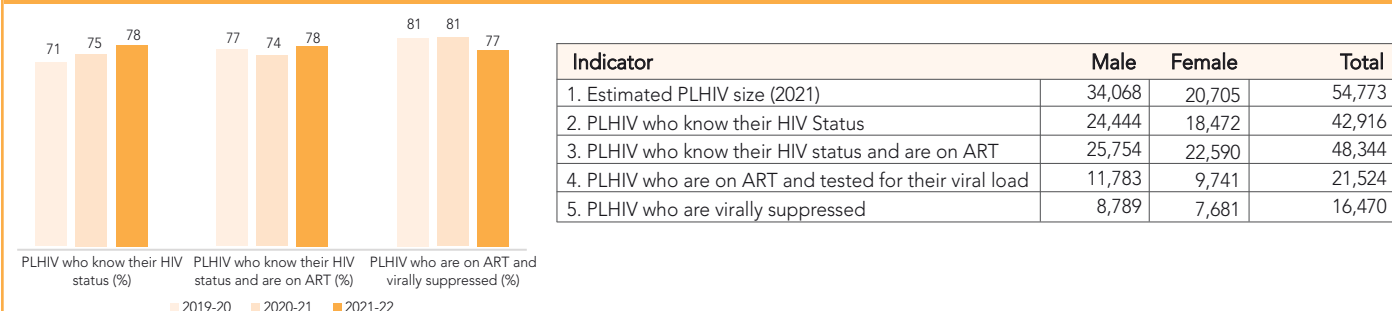 81 81
71 75 78 77 74 78 77
PLHIV who know their HIV status (%)
PLHIV who know their HIV status and are on ART (%)
PLHIV who are on ART and virally suppressed (%)
2019-20 2020-21 2021-22
Indicator Male Female Total
1. Estimated PLHIV size (2021) 34,068 20,705 54,773
2. PLHIV who know their HIV Status 24,444 18,472 42,916
3. PLHIV who know their HIV status and are on ART 25,754 22,590 48,344
4. PLHIV who are on ART and tested for their viral load 11,783 9,741 21,524
5. PLHIV who are virally suppressed 8,789 7,681 16,470